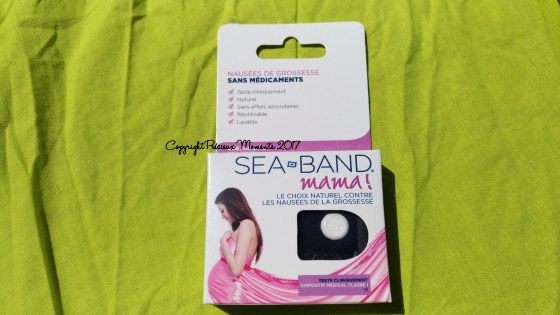 NAUSÉES DE GROSSESSE
SANS MÉDICAMENTS
Testé cliniquement
Naturel
Sans effets secondaires
Réutilisable
Lavable
Copyright Précieux Moments 2017
SEA-BAND®
mama!
LE CHOIX NATUREL CONTRE
LES NAUSÉES DE LA GROSSESSE
TESTÉ CLINIQUEMENT
DISPOSITIF MÉDICAL CLASSE I